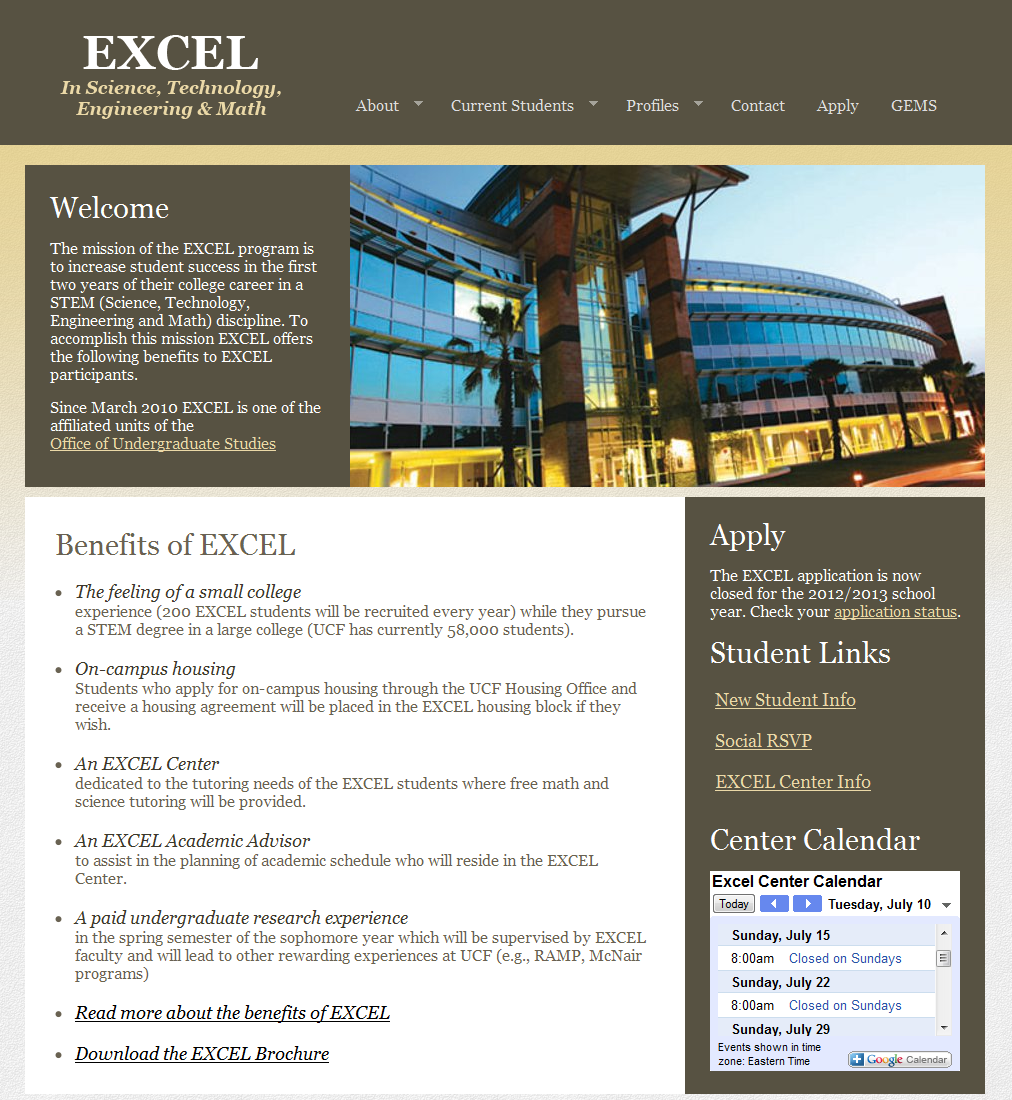 EXCEL
In Science, Technology,
Engineering & Math
About Current Students Profiles Contact Apply GEMS
Welcome
The mission of the EXCEL program is
to increase student success in the first
two years of their college career in a
STEM (Science, Technology,
Engineering and Math) discipline. To
accomplish this mission EXCEL offers
the following benefits to EXCEL
participants.
Since March 2010 EXCEL is one of the
affiliated units of the
Office of Undergraduate Studies
Benefits of EXCEL
• The feeling of a small college
experience (200 EXCEL students will be recruited every year) while they pursue
a STEM degree in a large college (UCF has currently 58,000 students).
• On-campus housing
Students who apply for on-campus housing through the UCF Housing Office and
receive a housing agreement will be placed in the EXCEL housing block if they
wish.
• An EXCEL Center
dedicated to the tutoring needs of the EXCEL students where free math and
science tutoring will be provided.
• An EXCEL Academic Advisor
to assist in the planning of academic schedule who will reside in the EXCEL
Center.
• A paid undergraduate research experience
in the spring semester of the sophomore year which will be supervised by EXCEL
faculty and will lead to other rewarding experiences at UCF (e.g., RAMP, McNair
programs)
• Read more about the benefits of EXCEL
• Download the EXCEL Brochure
Apply
The EXCEL application is now
closed for the 2012/2013 school
year. Check your application status.
Student Links
New Student Info
Social RSVP
EXCEL Center Info
Center Calendar
Excel Center Calendar
Today Tuesday, July 10
Sunday, July 15
8:00am Closed on Sundays
Sunday, July 22
8:00am Closed on Sundays
Sunday, July 29
Events shown in time
zone: Eastern Time
Google Calendar